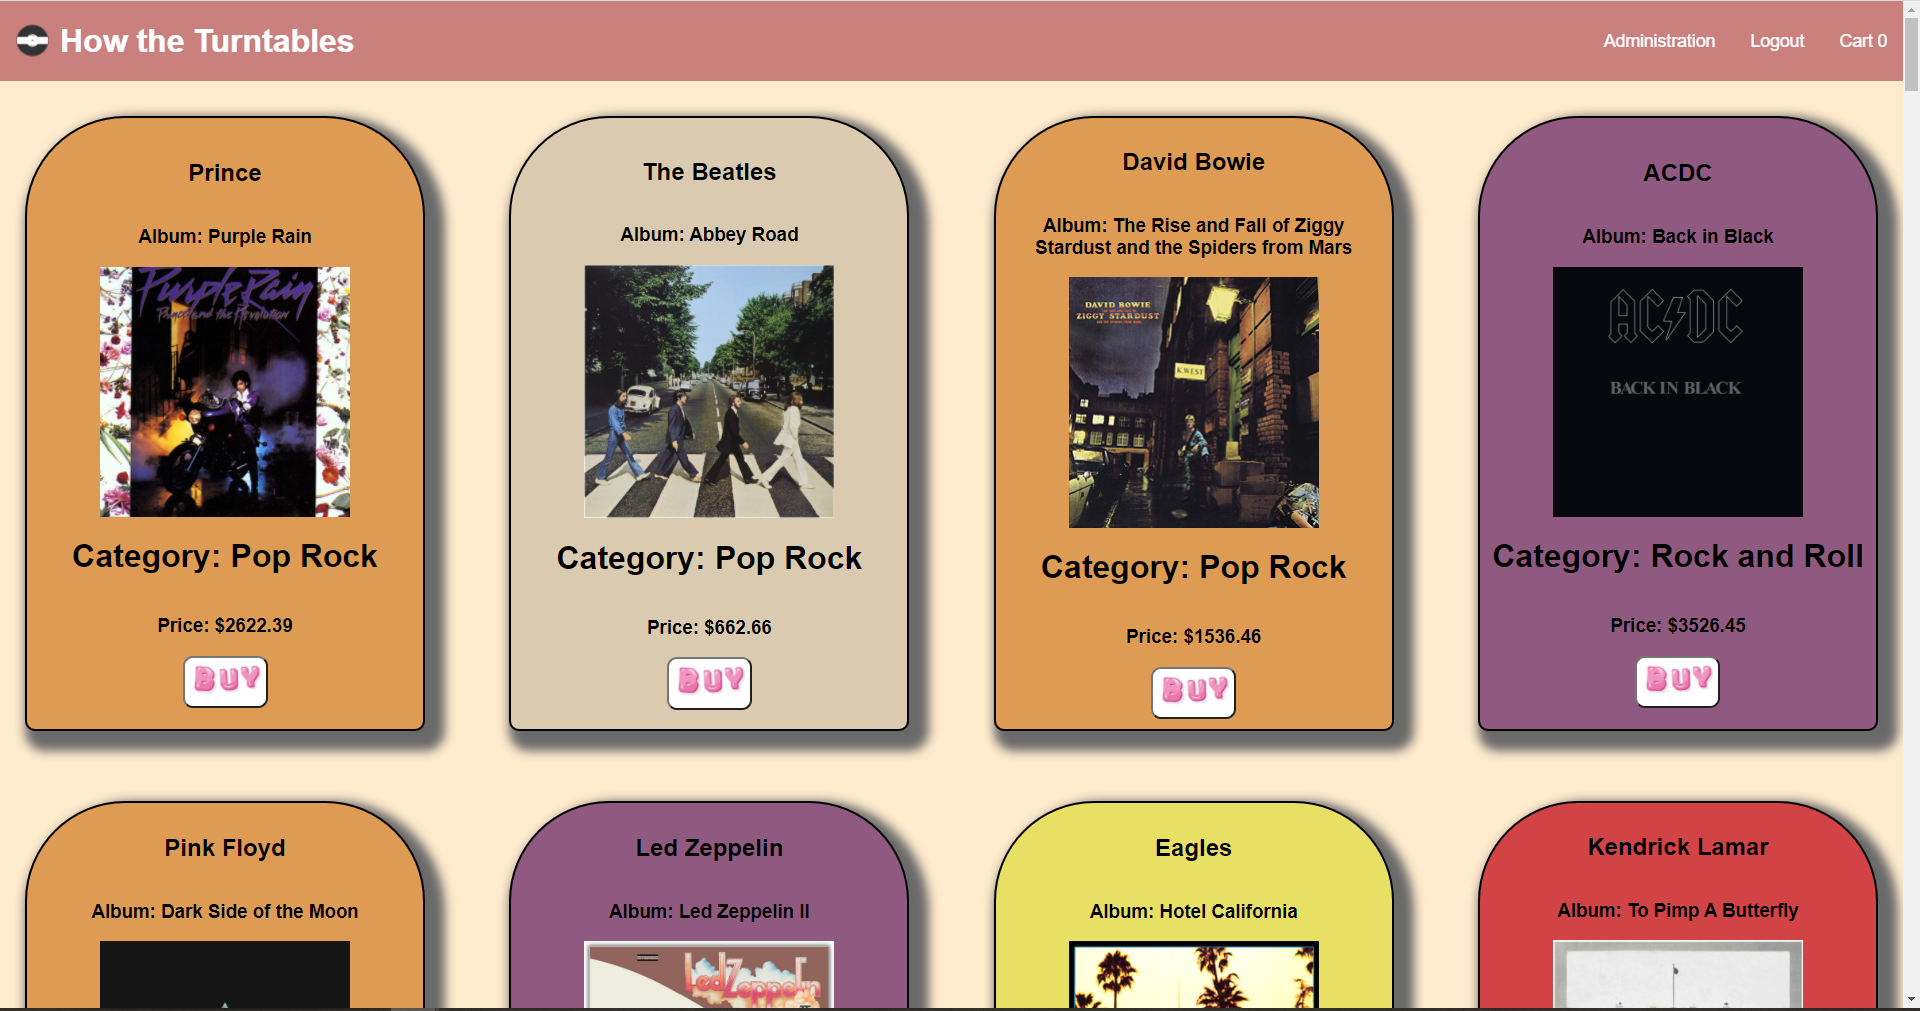 How the Turntables
Administration
Logout
Cart 0
Prince
Album: Purple Rain
Purple Rain
Prince and the Revolution
Category: Pop Rock
Price: $2622.39
BUY
The Beatles
Album: Abbey Road
Category: Pop Rock
Price: $662.66
BUY
David Bowie
Album: The Rise and Fall of Ziggy
Stardust and the Spiders from Mars
DAVID BOWIE
ZIGGY STARDUST
K.WEST
Category: Pop Rock
Price: $1536.46
BUY
ACDC
Album: Back in Black
AC DC
BACK IN BLACK
Category: Rock and Roll
Price: $3526.45
BUY
Pink Floyd
Album: Dark Side of the Moon
Led Zeppelin
Album: Led Zeppelin II
Led Zeppelin
Eagles
Album: Hotel California
Kendrick Lamar
Album: To Pimp A Butterfly